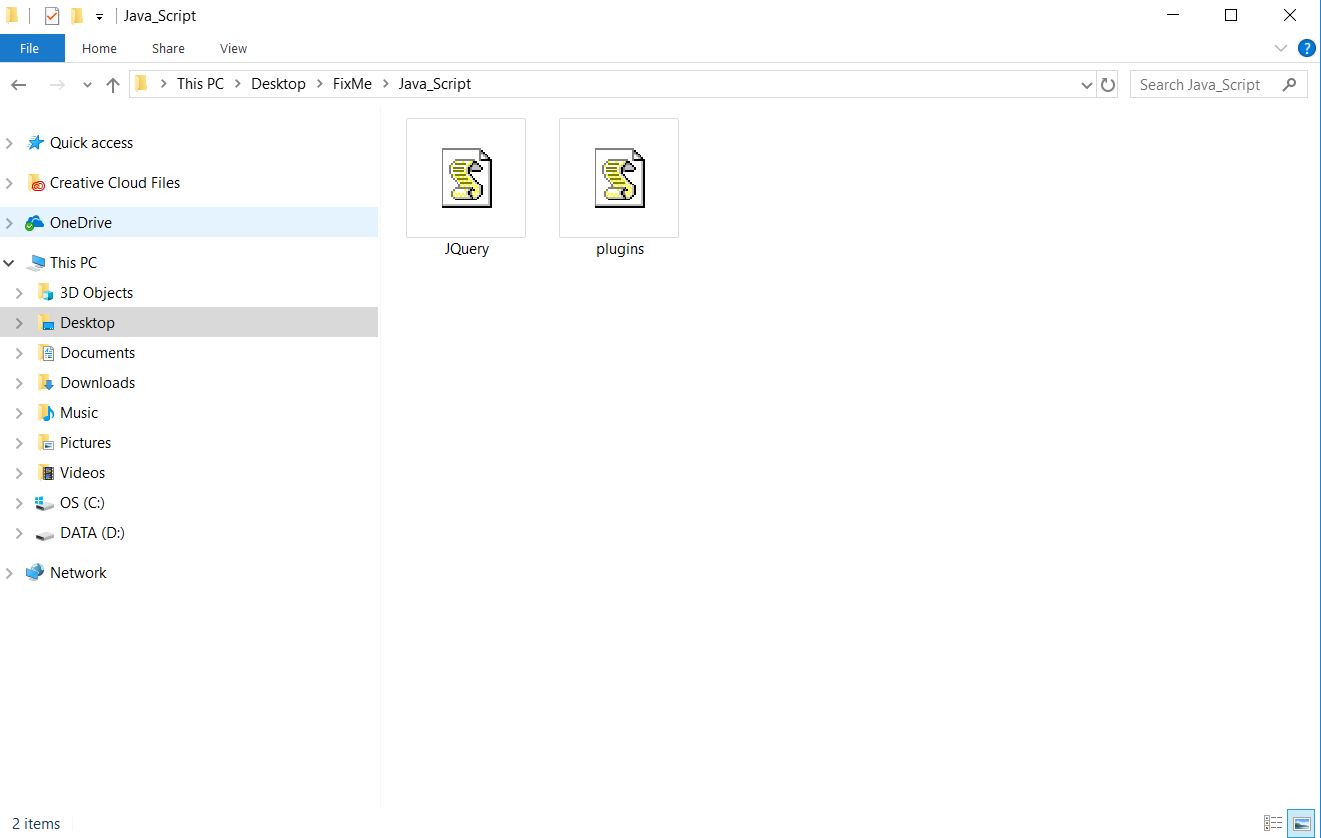 Java_Script
File Home Share View
?
This PC > Desktop > FixMe > Java_Script
Search Java_Script
Quick access
Creative Cloud Files
OneDrive
This PC
3D Objects
Desktop
Documents
Downloads
Music
Pictures
Videos
OS (C:)
DATA (D:)
Network
JQuery
plugins
2 items